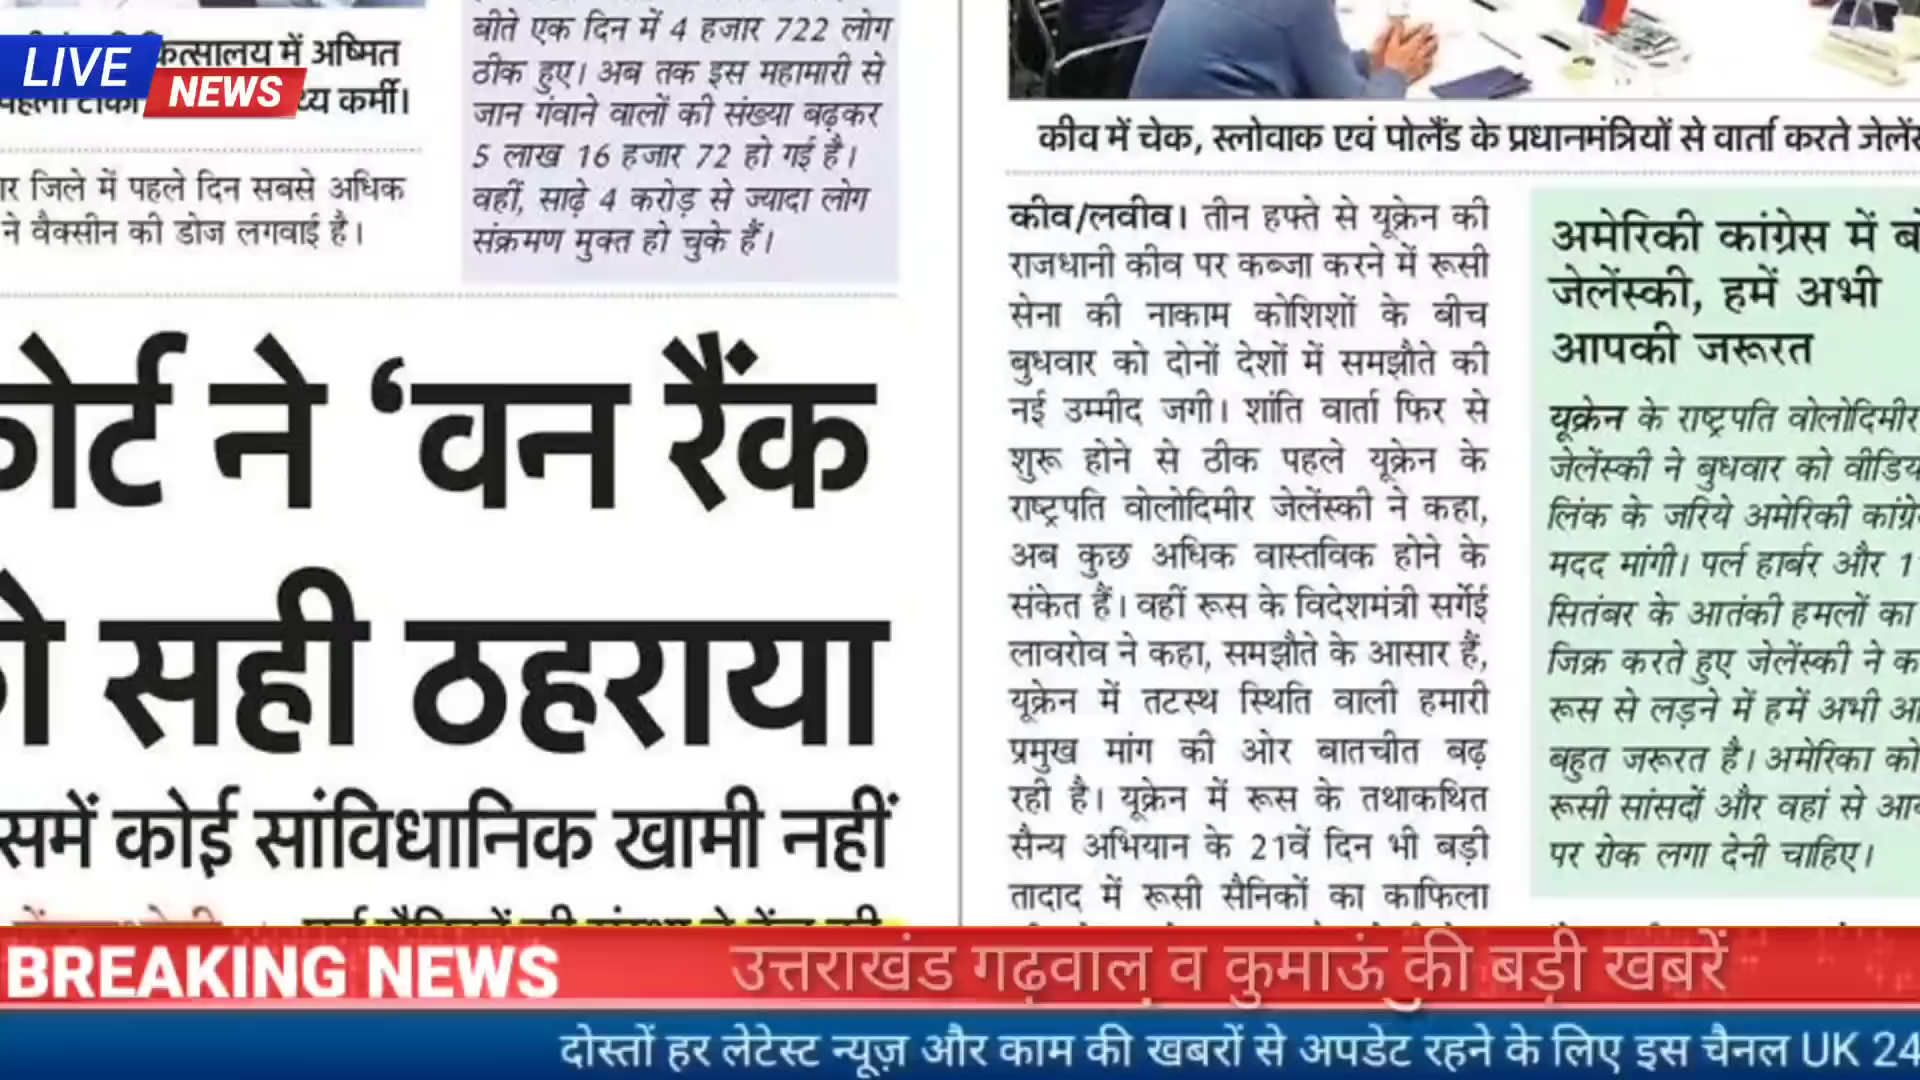 LIVE
NEWS
कित्सालय में अष्मित
पहला टीका
कर्मी।
र जिले में पहले दिन सबसे अधिक
ने वैक्सीन की डोज लगवाई है।
बीते एक दिन में 4 हजार 722 लोग
ठीक हुए। अब तक इस महामारी से
जान गंवाने वालों की संख्या बढ़कर
5 लाख 16 हजार 72 हो गई है।
वहीं, साढ़े 4 करोड़ से ज्यादा लोग
संक्रमण मुक्त हो चुके हैं।
कोर्ट ने ‘वन रैंक
सही ठहराया
समें कोई सांविधानिक खामी नहीं
कीव में चेक, स्लोवाक एवं पोलैंड के प्रधानमंत्रियों से वार्ता करते जेलेंस
कीव/लवीव। तीन हफ्ते से यूक्रेन की
राजधानी कीव पर कब्जा करने में रूसी
सेना की नाकाम कोशिशों के बीच
बुधवार को दोनों देशों में समझौते की
नई उम्मीद जगी। शांति वार्ता फिर से
शुरू होने से ठीक पहले यूक्रेन के
राष्ट्रपति वोलोदिमीर जेलेंस्की ने कहा,
अब कुछ अधिक वास्तविक होने के
संकेत हैं। वहीं रूस के विदेशमंत्री सर्गेई
लावरोव ने कहा, समझौते के आसार हैं,
यूक्रेन में तटस्थ स्थिति वाली हमारी
प्रमुख मांग की ओर बातचीत बढ़
रही है। यूक्रेन में रूस के तथाकथित
सैन्य अभियान के 21वें दिन भी बड़ी
तादाद में रूसी सैनिकों का काफिला
अमेरिकी कांग्रेस में
जेलेंस्की, हमें अभी
आपकी जरूरत
यूक्रेन के राष्ट्रपति वोलोदिमीर
जेलेंस्की ने बुधवार को वीडिय
लिंक के जरिये अमेरिकी कांग्रे
मदद मांगी। पर्ल हार्बर और 1
सितंबर के आतंकी हमलों का
जिक्र करते हुए जेलेंस्की ने क
रूस से लड़ने में हमें अभी आ
बहुत जरूरत है। अमेरिका को
रूसी सांसदों और वहां से आ
पर रोक लगा देनी चाहिए।
BREAKING NEWS
उत्तराखंड गढ़वाल व कुमाऊं की बड़ी खबरें
दोस्तों हर लेटेस्ट न्यूज़ और काम की खबरों से अपडेट रहने के लिए इस चैनल UK 24